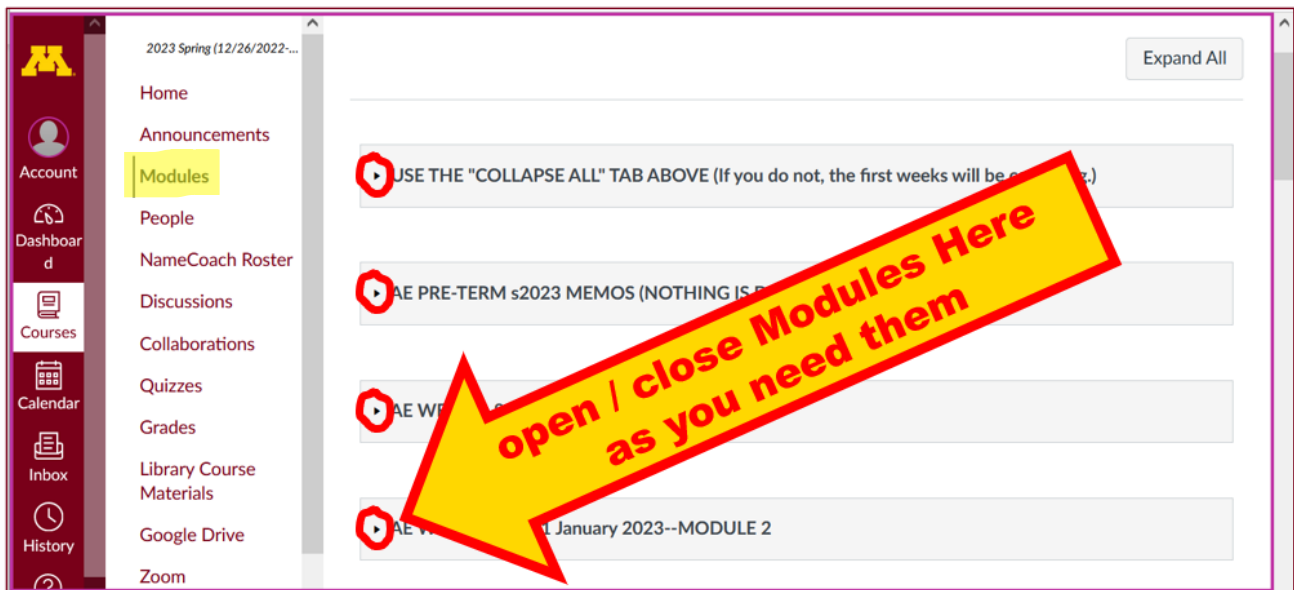 M
Account
Dashboar
d
Courses
Calendar
Inbox
History
2023 Spring (12/26/2022-...
Home
Announcements
Modules
People
NameCoach Roster
Discussions
Collaborations
Quizzes
Grades
Library Course
Materials
Google Drive
Zoom
Expand All
USE THE "COLLAPSE ALL" TAB ABOVE (If you do not, the first weeks will be
AE PRE-TERM s2023 MEMOS (NOTHING IS
AE
AE
January 2023--MODULE 2
open / close Modules Here
as you need them